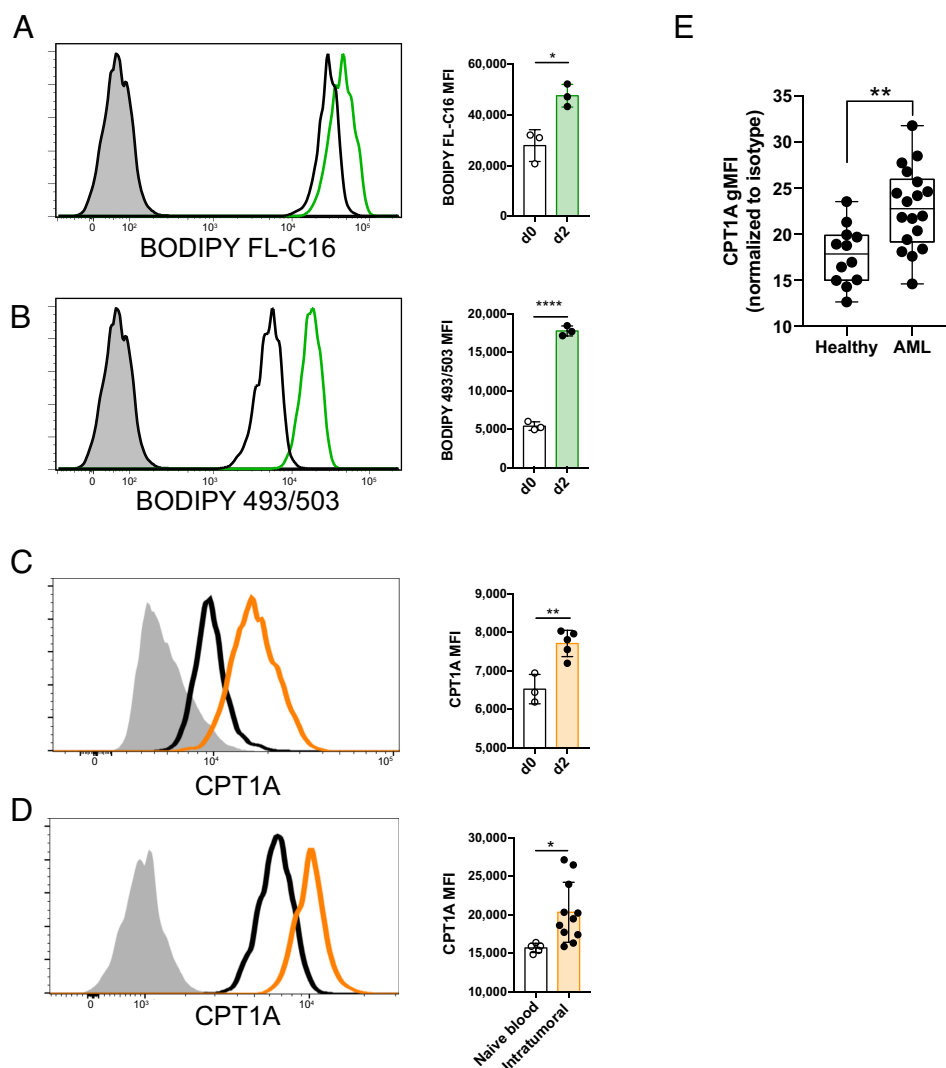 A
0
10²
10³
10⁴
10⁵
BODIPY FL-C16
BODIPY FL-C16 MFI
60,000
40,000
20,000
0
*
d0
d2
B
0
10²
10³
10⁴
10⁵
BODIPY 493/503
BODIPY 493/503 MFI
20,000
15,000
10,000
5,000
0
****
d0
d2
C
0
10⁴
10⁵
CPT1A
CPT1A MFI
9,000
8,000
7,000
6,000
5,000
**
d0
d2
D
0
10³
10⁴
CPT1A
CPT1A MFI
30,000
25,000
20,000
15,000
10,000
*
Naive blood
Intratumoral
E
CPT1A gMFI
(normalized to isotype)
35
30
25
20
15
10
**
Healthy
AML